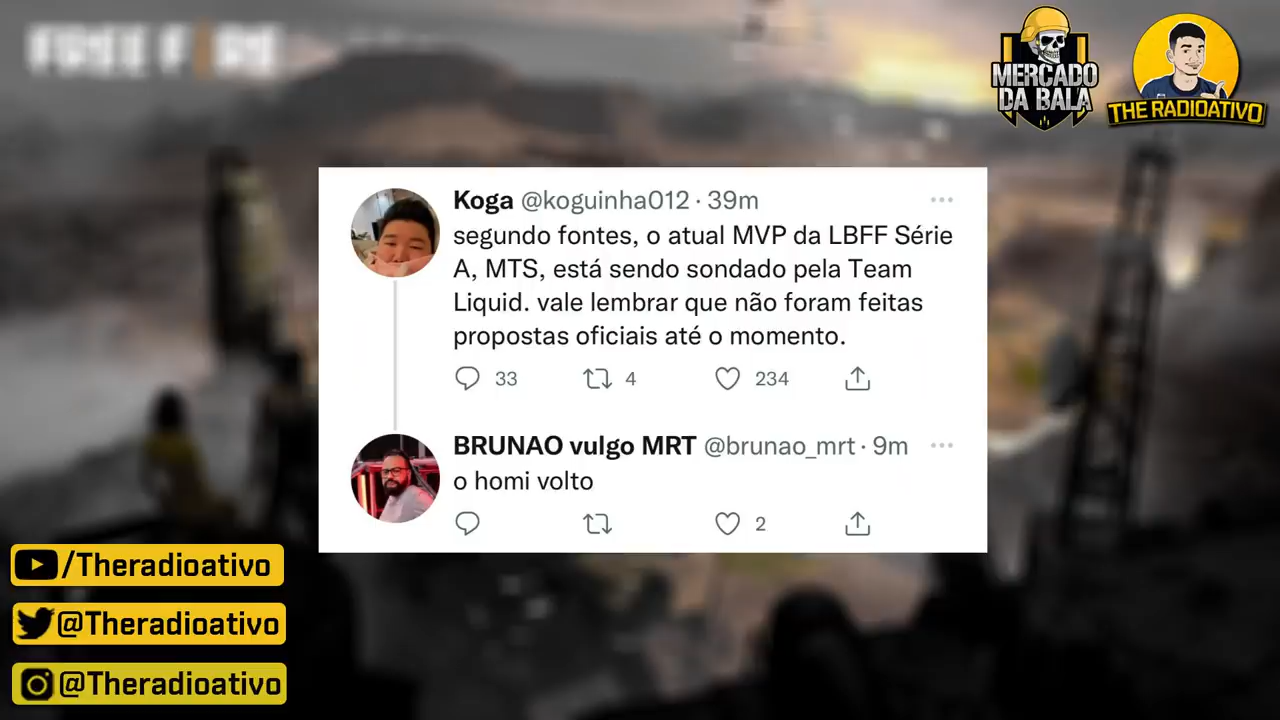 FREE FIRE
MERCADO
DA BALA
THE RADIOATIVO
Koga @koguinha012 · 39m
segundo fontes, o atual MVP da LBFF Série
A, MTS, está sendo sondado pela Team
Liquid. vale lembrar que não foram feitas
propostas oficiais até o momento.
33 4 234
BRUNAO vulgo MRT @brunao_mrt · 9m
o homi volto
2
/Theradioativo
@Theradioativo
@Theradioativo